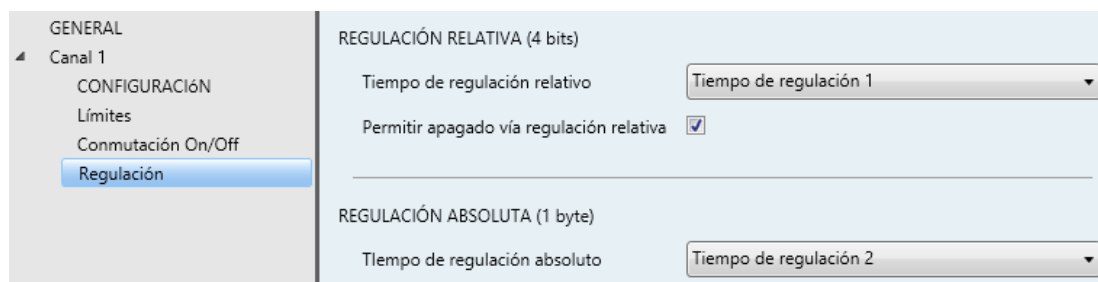 GENERAL
Canal 1
CONFIGURACIóN
Límites
Conmutación On/Off
Regulación
REGULACIÓN RELATIVA (4 bits)
Tiempo de regulación relativo
Tiempo de regulación 1
Permitir apagado vía regulación relativa
REGULACIÓN ABSOLUTA (1 byte)
TIempo de regulación absoluto
Tiempo de regulación 2